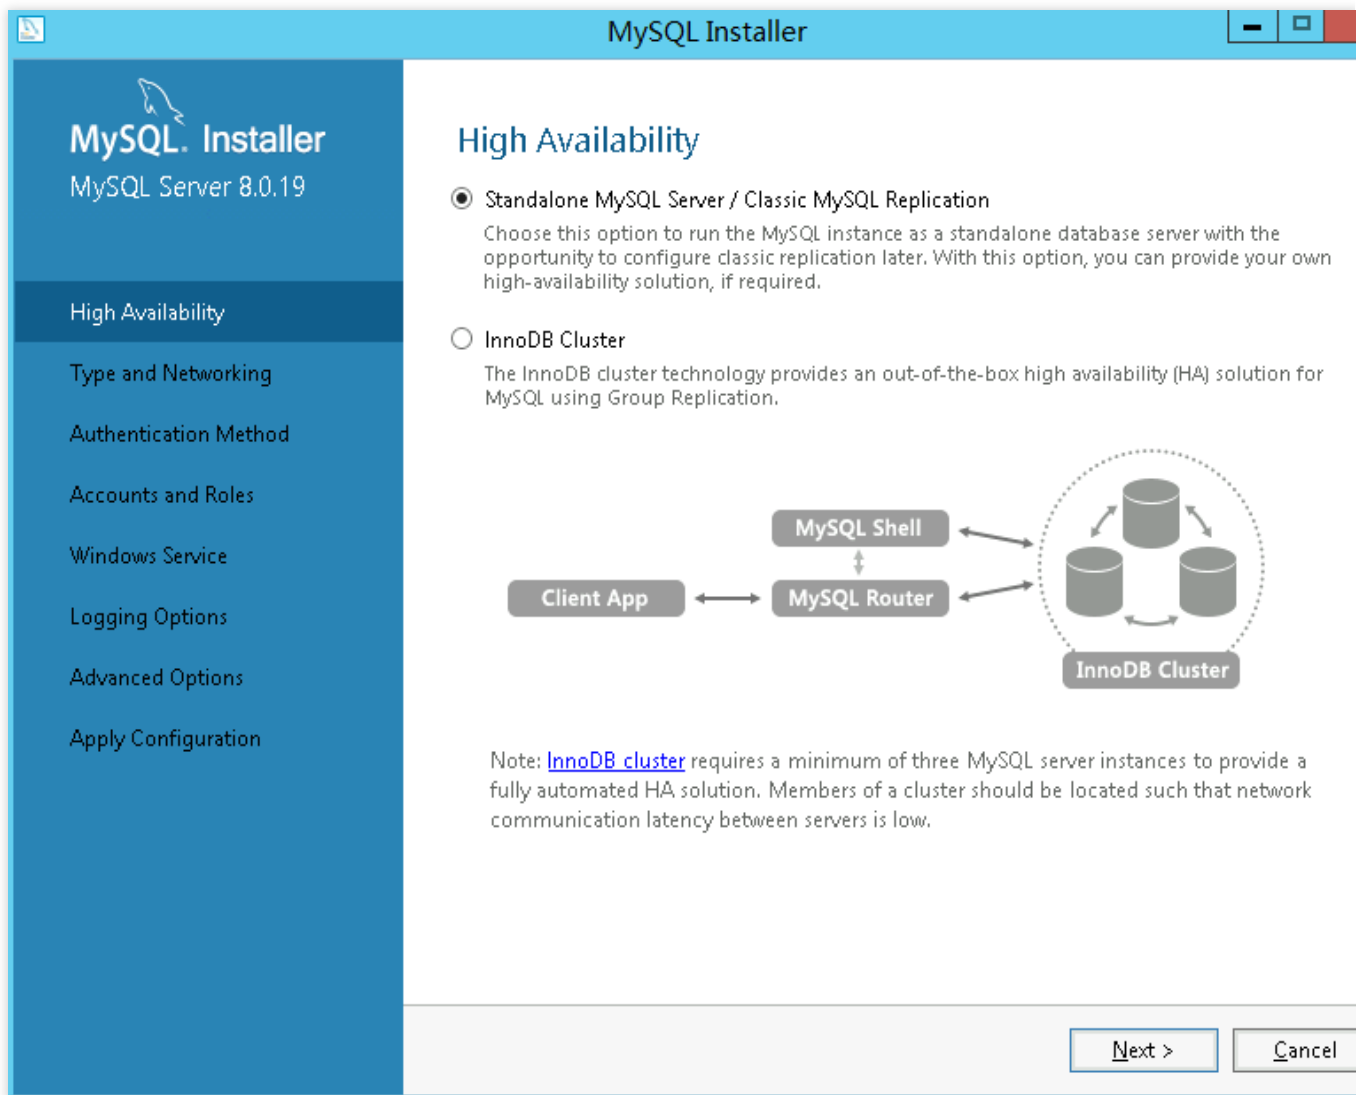 MySQL Installer
MySQL. Installer
MySQL Server 8.0.19
High Availability
Type and Networking
Authentication Method
Accounts and Roles
Windows Service
Logging Options
Advanced Options
Apply Configuration
High Availability
Standalone MySQL Server / Classic MySQL Replication
Choose this option to run the MySQL instance as a standalone database server with the
opportunity to configure classic replication later. With this option, you can provide your own
high-availability solution, if required.
InnoDB Cluster
The InnoDB cluster technology provides an out-of-the-box high availability (HA) solution for
MySQL using Group Replication.
MySQL Shell
Client App
MySQL Router
InnoDB Cluster
Note: InnoDB cluster requires a minimum of three MySQL server instances to provide a
fully automated HA solution. Members of a cluster should be located such that network
communication latency between servers is low.
Next >
Cancel